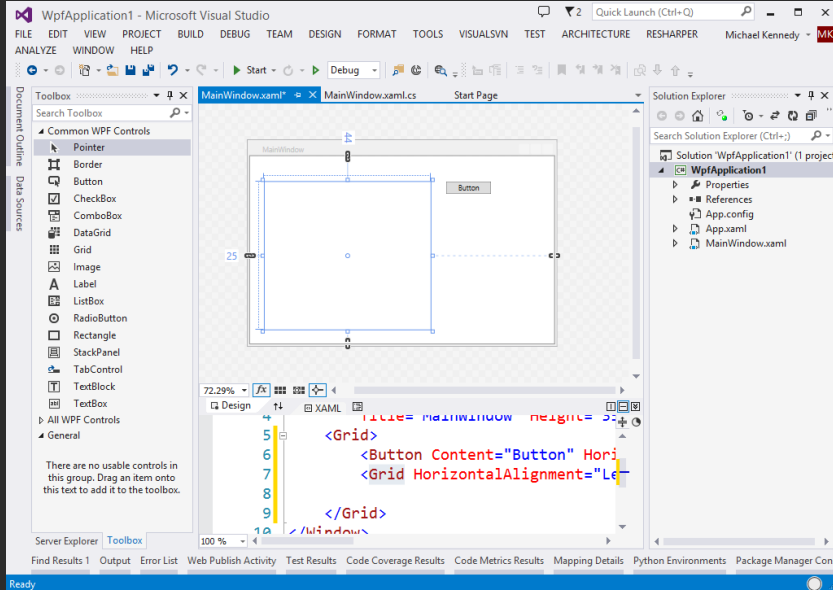 WpfApplication1 - Microsoft Visual Studio
2
Quick Launch (Ctrl+Q)
FILE EDIT VIEW PROJECT BUILD DEBUG TEAM DESIGN FORMAT TOOLS VISUALSVN TEST ARCHITECTURE RESHARPER Michael Kennedy MK
ANALYZE WINDOW HELP
Start Debug
Document Outline
Data Sources
Toolbox
Search Toolbox
Common WPF Controls
Pointer
Border
Button
CheckBox
ComboBox
DataGrid
Grid
Image
Label
ListBox
RadioButton
Rectangle
StackPanel
TabControl
TextBlock
TextBox
All WPF Controls
General
There are no usable controls in
this group. Drag an item onto
this text to add it to the toolbox.
Server Explorer Toolbox
MainWindow.xaml* MainWindow.xaml.cs Start Page
MainWindow
Button
25
72.29%
Design XAML
4 Title="MainWindow" Height="35
5 <Grid>
6 <Button Content="Button" Hori
7 <Grid HorizontalAlignment="Le
8
9 </Grid>
10 </Window>
100 %
Solution Explorer
Search Solution Explorer (Ctrl+;)
Solution 'WpfApplication1' (1 project
WpfApplication1
Properties
References
App.config
App.xaml
MainWindow.xaml
Find Results 1 Output Error List Web Publish Activity Test Results Code Coverage Results Code Metrics Results Mapping Details Python Environments Package Manager Con
Ready